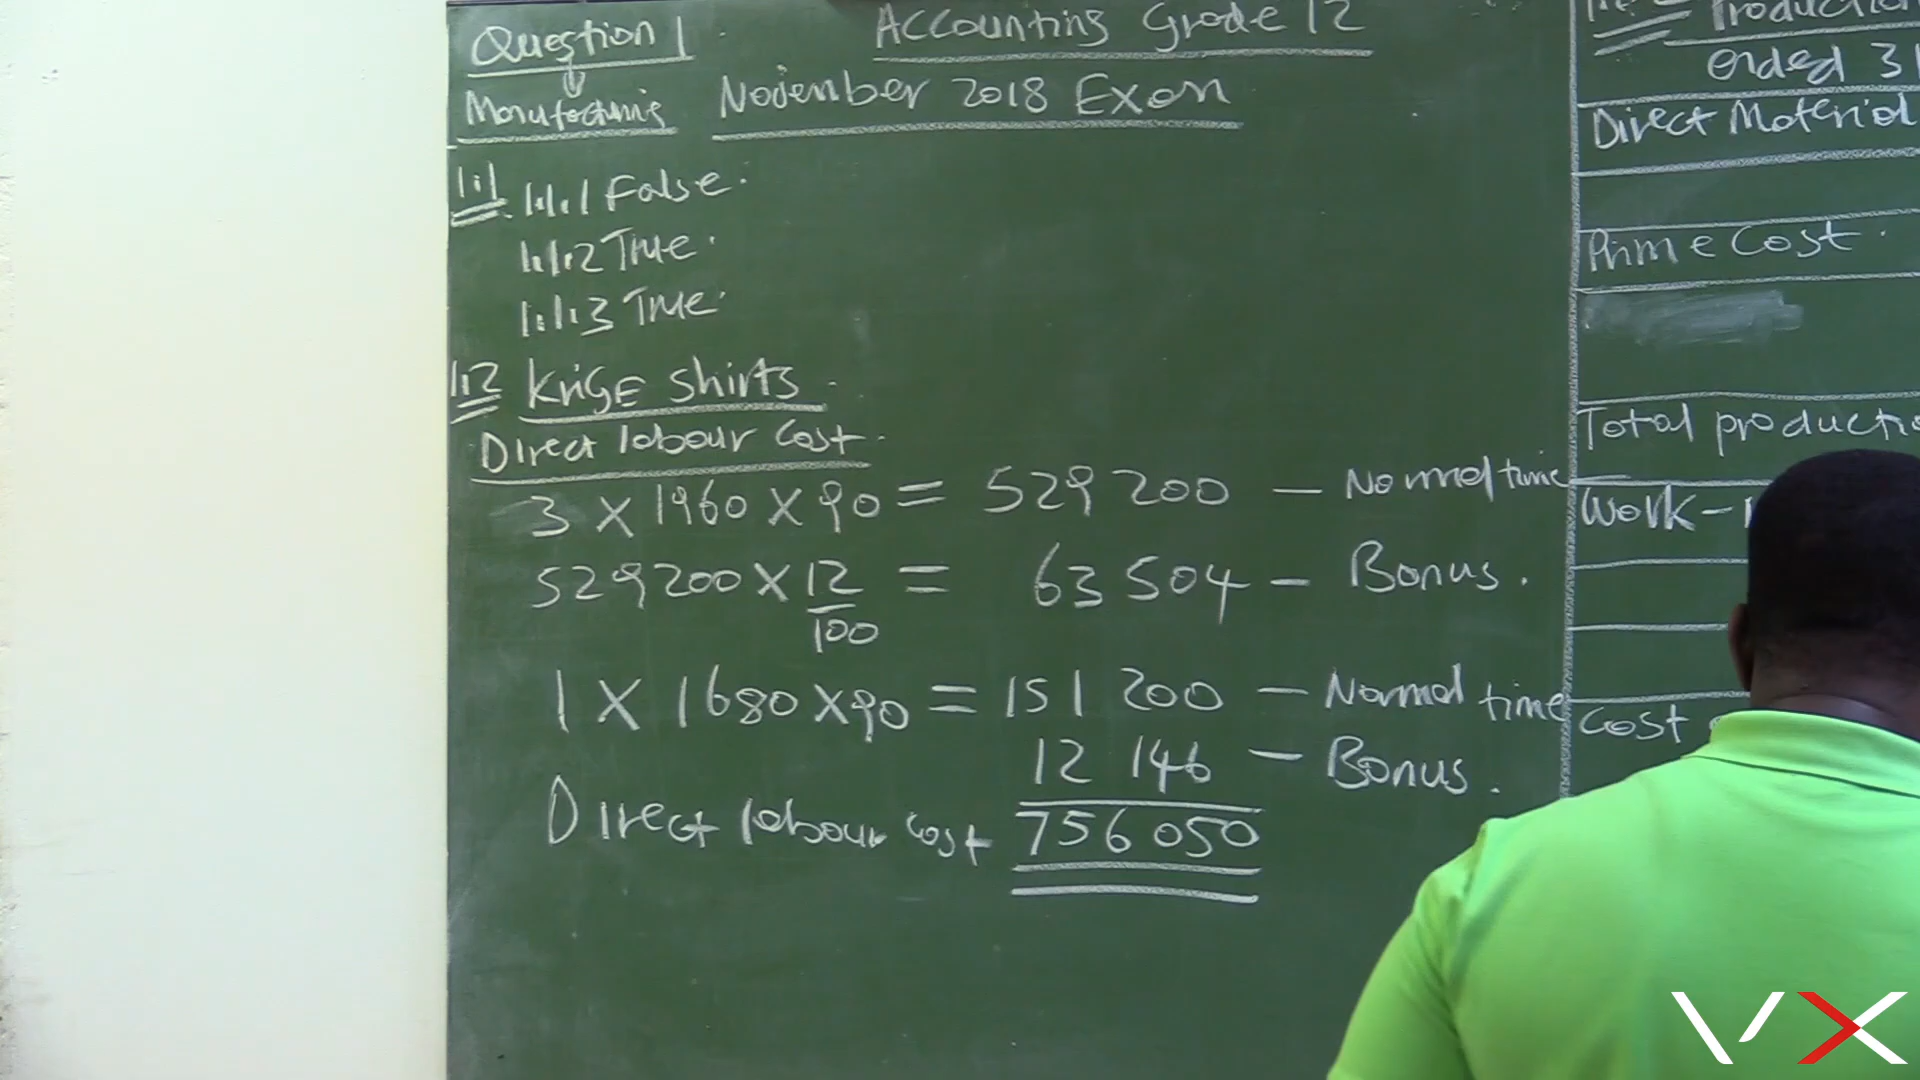 Question 1
Accounting Grade 12
Manufacturing
November 2018 Exam
1.1 1.1.1 False.
1.1.2 True.
1.1.3 True.
1.2 KriGE Shirts.
Direct labour cost.
3 X 1960 X 90 = 529 200 — Normal time
529200 X 12/100 = 63 504 — Bonus.
1 X 1680 X 90 = 151 200 — Normal time
12 146 — Bonus.
Direct labour cost 756 050
ended 31
Direct Material
Prime Cost.
Total
Work-
Cost
VX